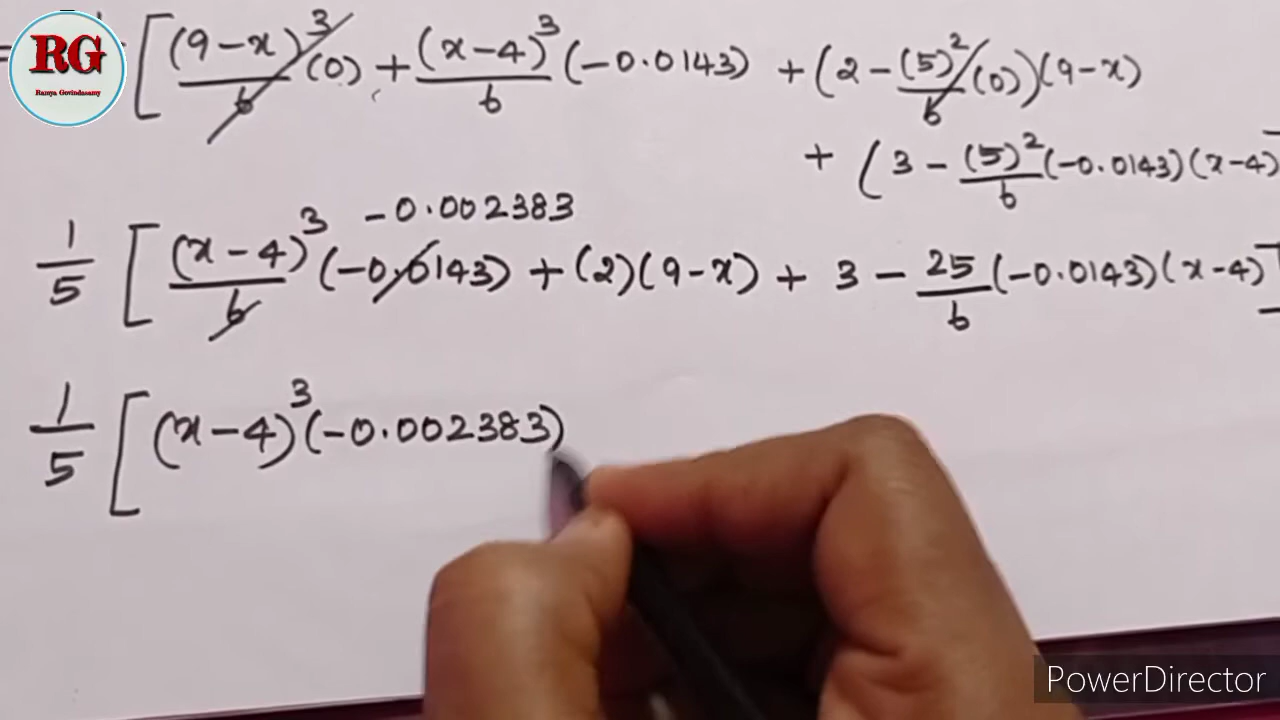 RG
Ramya Govindasamy
= [ (9-x)^3/6 (0) + (x-4)^3/6 (-0.0143) + (2 - (5)^2/6 (0))(9-x)
+ (3 - (5)^2/6 (-0.0143)(x-4)]
-0.002383
1/5 [ (x-4)^3/6 (-0.0143) + (2)(9-x) + 3 - 25/6 (-0.0143)(x-4)]
1/5 [ (x-4)^3 (-0.002383)
PowerDirector